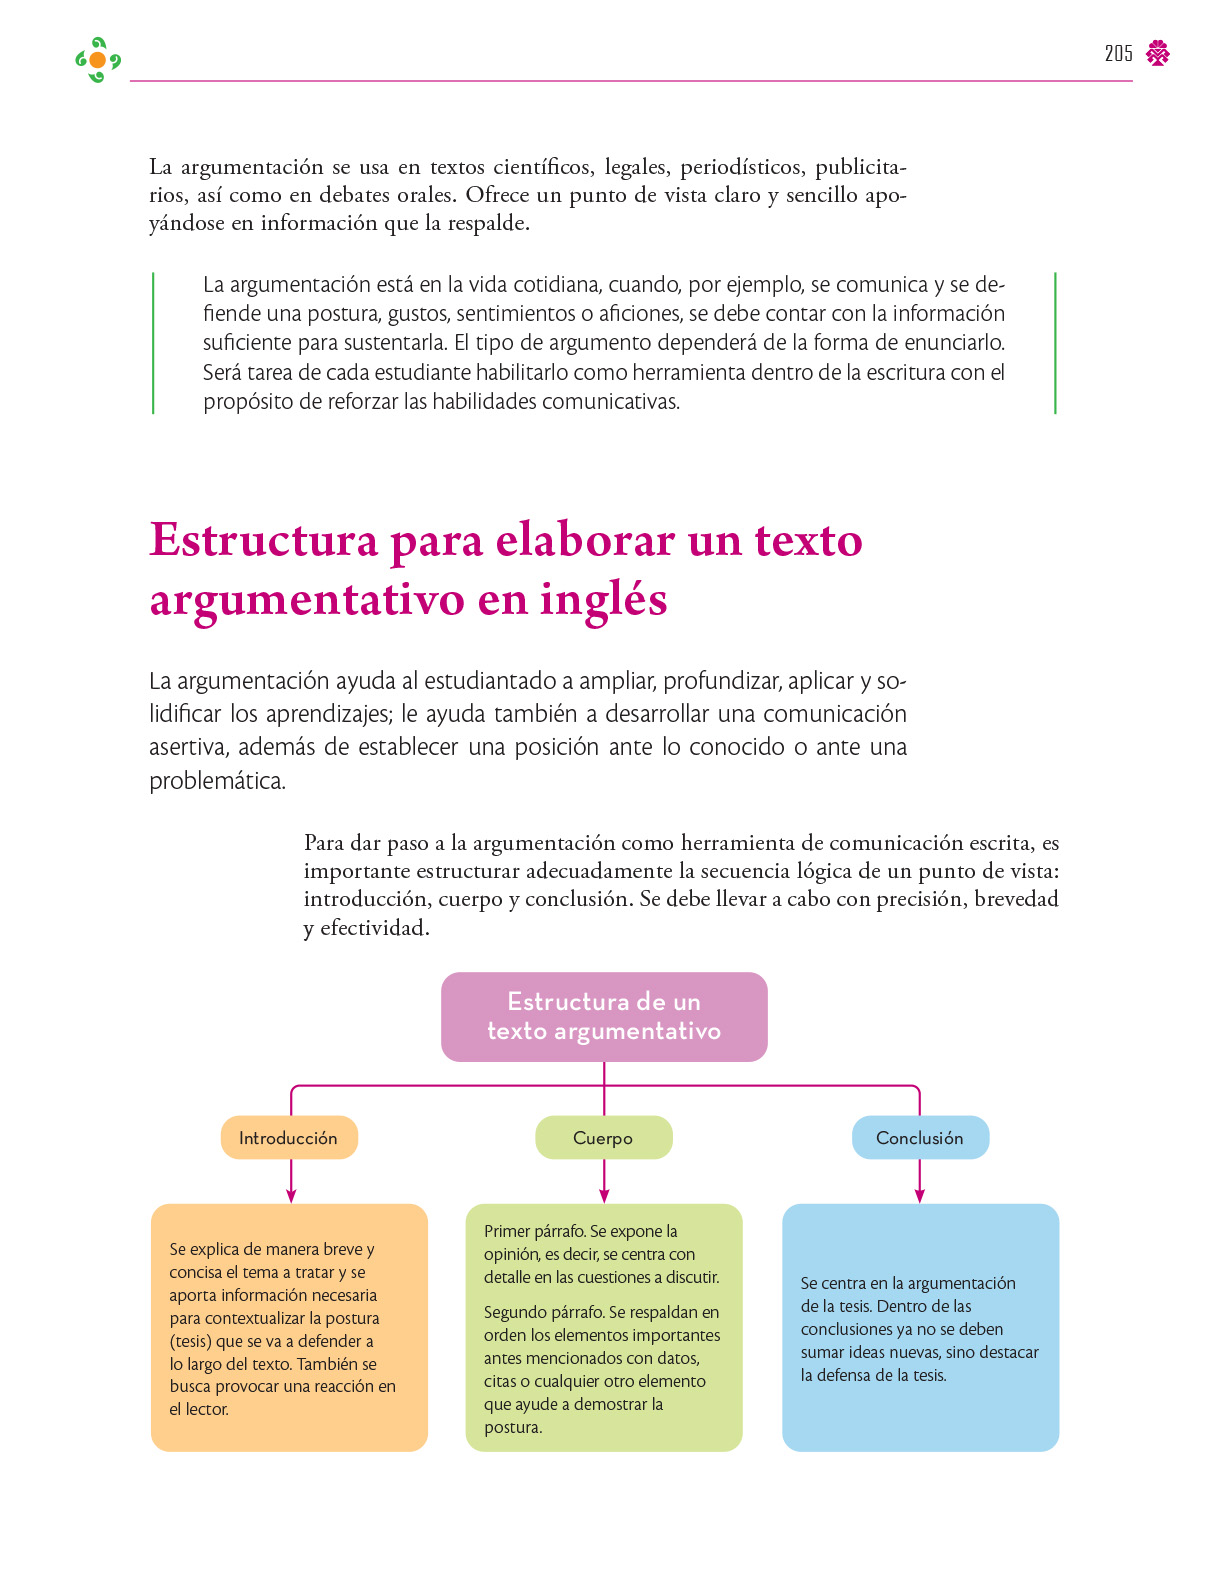 205
La argumentación se usa en textos científicos, legales, periodísticos, publicita-
rios, así como en debates orales. Ofrece un punto de vista claro y sencillo apo-
yándose en información que la respalde.
La argumentación está en la vida cotidiana, cuando, por ejemplo, se comunica y se de-
fiende una postura, gustos, sentimientos o aficiones, se debe contar con la información
suficiente para sustentarla. El tipo de argumento dependerá de la forma de enunciarlo.
Será tarea de cada estudiante habilitarlo como herramienta dentro de la escritura con el
propósito de reforzar las habilidades comunicativas.
Estructura para elaborar un texto
argumentativo en inglés
La argumentación ayuda al estudiantado a ampliar, profundizar, aplicar y so-
lidificar los aprendizajes; le ayuda también a desarrollar una comunicación
asertiva, además de establecer una posición ante lo conocido o ante una
problemática.
Para dar paso a la argumentación como herramienta de comunicación escrita, es
importante estructurar adecuadamente la secuencia lógica de un punto de vista:
introducción, cuerpo y conclusión. Se debe llevar a cabo con precisión, brevedad
y efectividad.
Estructura de un
texto argumentativo
Introducción
Se explica de manera breve y
concisa el tema a tratar y se
aporta información necesaria
para contextualizar la postura
(tesis) que se va a defender a
lo largo del texto. También se
busca provocar una reacción en
el lector.
Cuerpo
Primer párrafo. Se expone la
opinión, es decir, se centra con
detalle en las cuestiones a discutir.
Segundo párrafo. Se respaldan en
orden los elementos importantes
antes mencionados con datos,
citas o cualquier otro elemento
que ayude a demostrar la
postura.
Conclusión
Se centra en la argumentación
de la tesis. Dentro de las
conclusiones ya no se deben
sumar ideas nuevas, sino destacar
la defensa de la tesis.